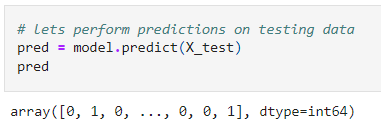 # lets perform predictions on testing data
pred = model.predict(X_test)
pred
array([0, 1, 0, ..., 0, 0, 1], dtype=int64)